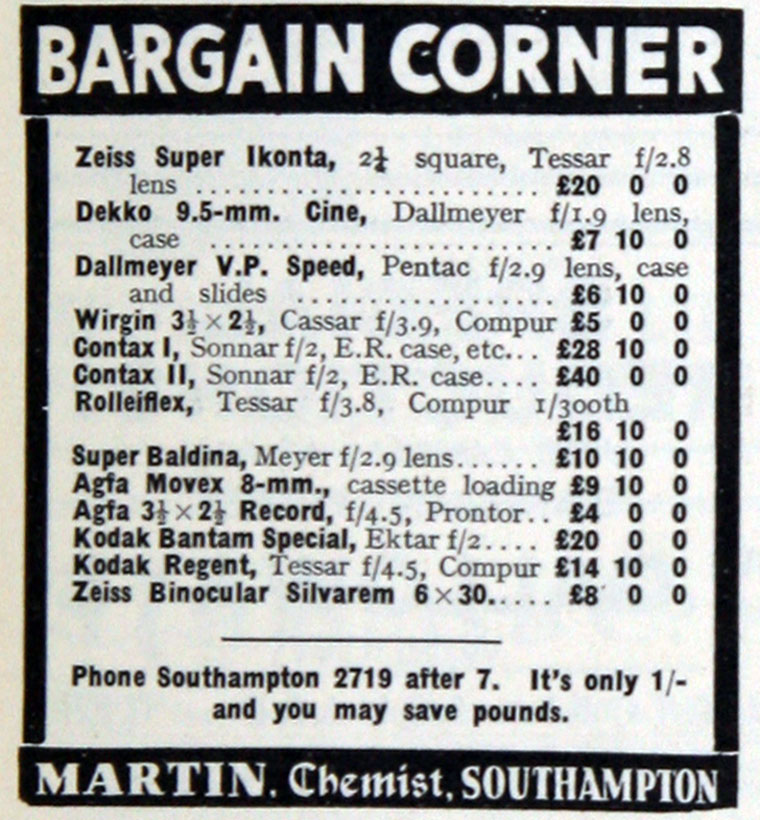 BARGAIN CORNER
Zeiss Super Ikonta, 2¼ square, Tessar f/2.8
lens ........................ £20 0 0
Dekko 9.5-mm. Cine, Dallmeyer f/1.9 lens,
case ....................... £7 10 0
Dallmeyer V.P. Speed, Pentac f/2.9 lens, case
and slides .................. £6 10 0
Wirgin 3½×2½, Cassar f/3.9, Compur £5 0 0
Contax I, Sonnar f/2, E.R. case, etc... £28 10 0
Contax II, Sonnar f/2, E.R. case.... £40 0 0
Rolleiflex, Tessar f/3.8, Compur 1/300th
£16 10 0
Super Baldina, Meyer f/2.9 lens...... £10 10 0
Agfa Movex 8-mm., cassette loading £9 10 0
Agfa 3½×2½ Record, f/4.5, Prontor.. £4 0 0
Kodak Bantam Special, Ektar f/2.... £20 0 0
Kodak Regent, Tessar f/4.5, Compur £14 10 0
Zeiss Binocular Silvarem 6×30..... £8 0 0
Phone Southampton 2719 after 7. It's only 1/-
and you may save pounds.
MARTIN, Chemist, SOUTHAMPTON